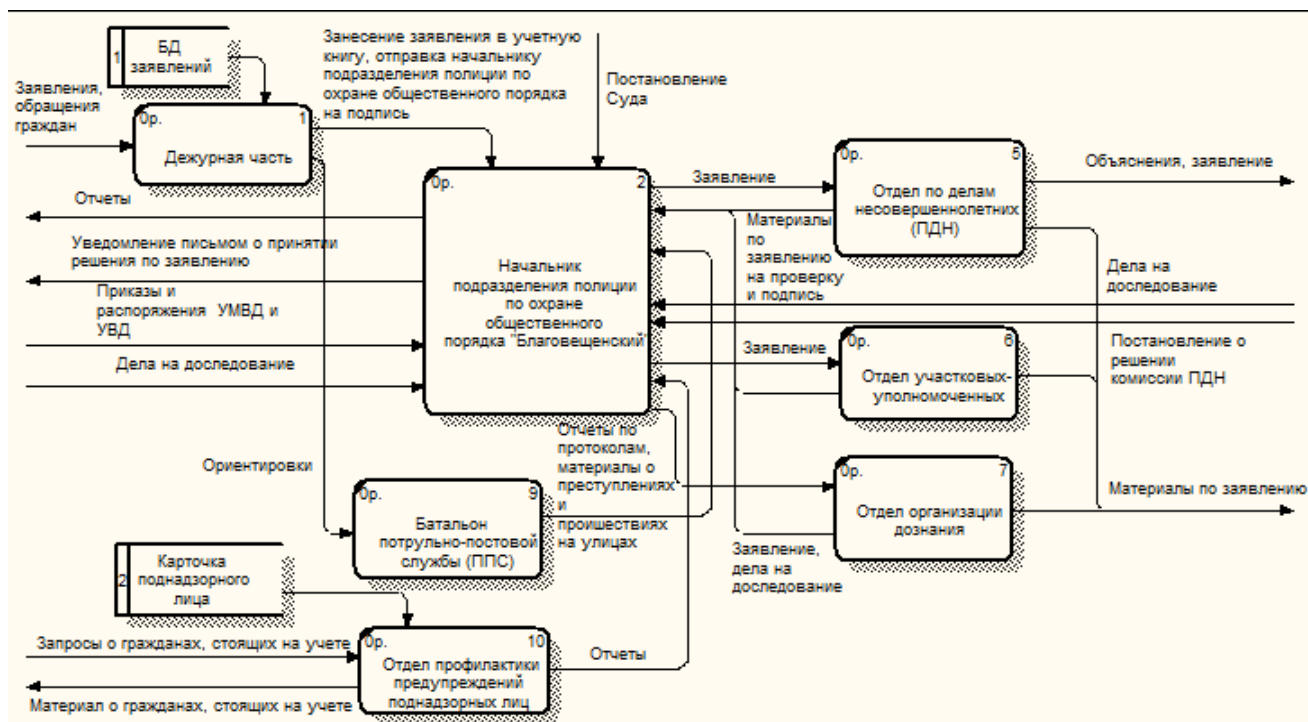 1
БД
заявлений
Заявления,
обращения
граждан
0р.
1
Дежурная часть
Занесение заявления в учетную
книгу, отправка начальнику
подразделения полиции по
охране общественного порядка
на подпись
Постановление
Суда
0р.
2
Начальник
подразделения полиции
по охране
общественного
порядка "Благовещенский"
Отчеты
Уведомление письмом о принятии
решения по заявлению
Приказы и
распоряжения УМВД и
УВД
Дела на доследование
Заявление
0р.
5
Отдел по делам
несовершеннолетних
(ПДН)
Объяснения, заявление
Материалы
по
заявлению
на проверку
и подпись
Дела на
доследование
Заявление
0р.
6
Отдел участковых-
уполномоченных
Постановление о
решении
комиссии ПДН
Ориентировки
Отчеты по
протоколам,
материалы о
преступлениях
и
проишествиях
на улицах
0р.
7
Отдел организации
дознания
Материалы по заявлению
Заявление,
дела на
доследование
0р.
9
Батальон
потрульно-постовой
службы (ППС)
2
Карточка
поднадзорного
лица
Запросы о гражданах, стоящих на учете
0р.
10
Отдел профилактики
предупреждений
поднадзорных лиц
Отчеты
Материал о гражданах, стоящих на учете